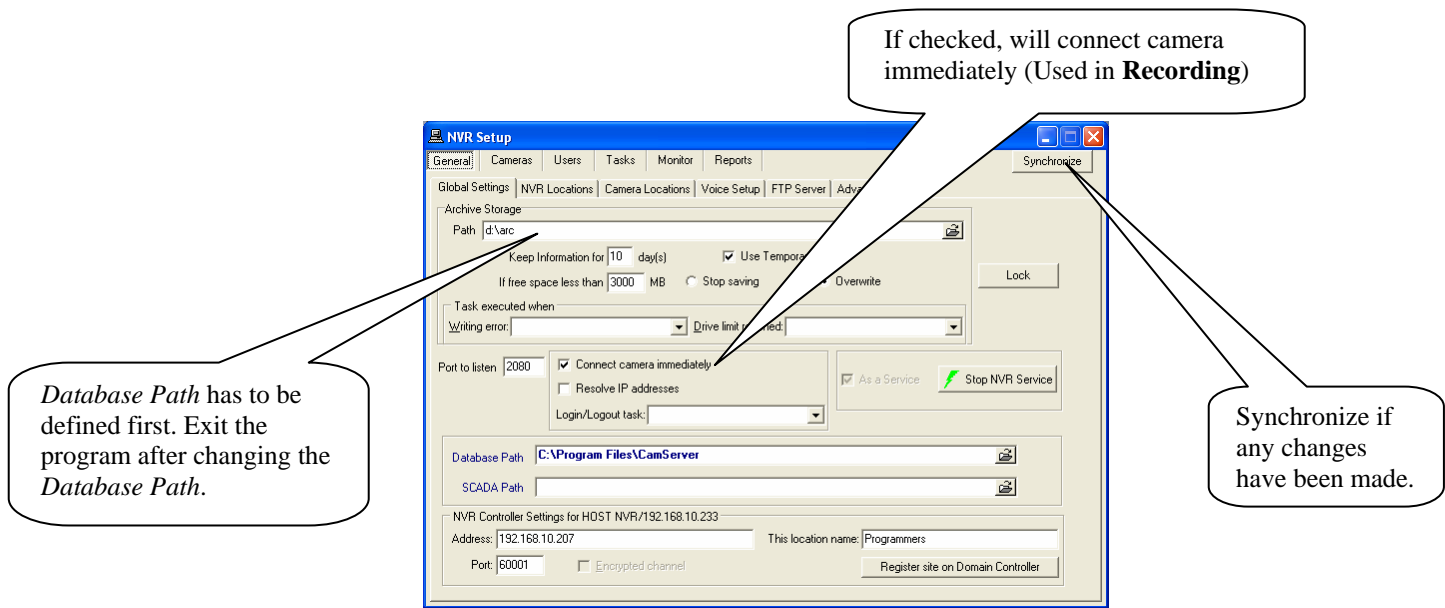 If checked, will connect camera
immediately (Used in Recording)
NVR Setup
General Cameras Users Tasks Monitor Reports Synchronize
Global Settings NVR Locations Camera Locations Voice Setup FTP Server
Archive Storage
Path d:\arc
Keep Information for 10 day(s) Use
If free space less than 3000 MB Stop saving Overwrite
Lock
Task executed when
Writing error: Drive limit
Port to listen 2080
Connect camera immediately
Resolve IP addresses
Login/Logout task:
As a Service Stop NVR Service
Database Path has to be
defined first. Exit the
program after changing the
Database Path.
Synchronize if
any changes
have been made.
Database Path C:\Program Files\CamServer
SCADA Path
NVR Controller Settings for HOST NVR/192.168.10.233
Address: 192.168.10.207 This location name: Programmers
Port: 60001 Encrypted channel Register site on Domain Controller